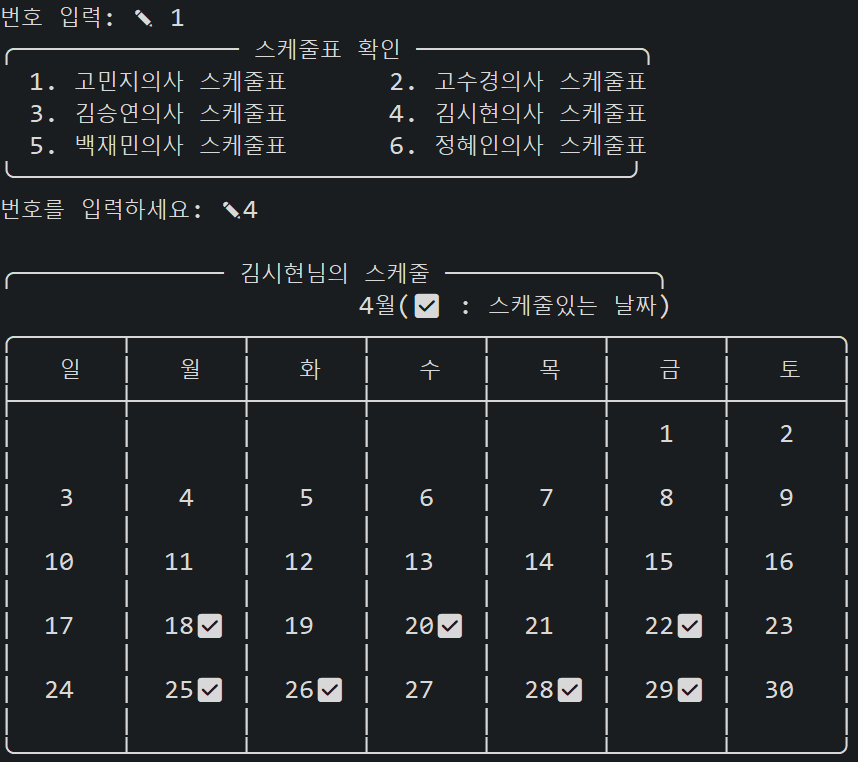 번호 입력: ✎ 1
스케줄표 확인
1. 고민지의사 스케줄표 2. 고수경의사 스케줄표
3. 김승연의사 스케줄표 4. 김시현의사 스케줄표
5. 백재민의사 스케줄표 6. 정혜인의사 스케줄표
번호를 입력하세요: ✎4
김시현님의 스케줄
4월(☑ : 스케줄있는 날짜)
일 월 화 수 목 금 토
1 2
3 4 5 6 7 8 9
10 11 12 13 14 15 16
17 18☑ 19 20☑ 21 22☑ 23
24 25☑ 26☑ 27 28☑ 29☑ 30